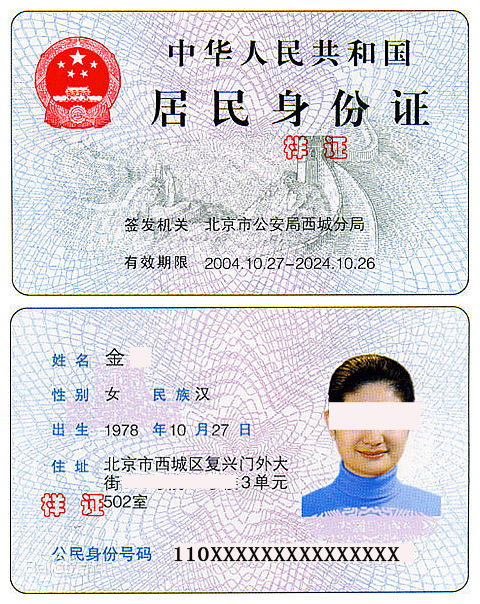 中华人民共和国
居民身份证
样 证
签发机关 北京市公安局西城分局
有效期限 2004.10.27-2024.10.26
姓名 金
性别 女 民族 汉
出生 1978 年 10 月 27 日
住址 北京市西城区复兴门外大
街 3单元
502室
样 证
公民身份号码 110XXXXXXXXXXXXXXX